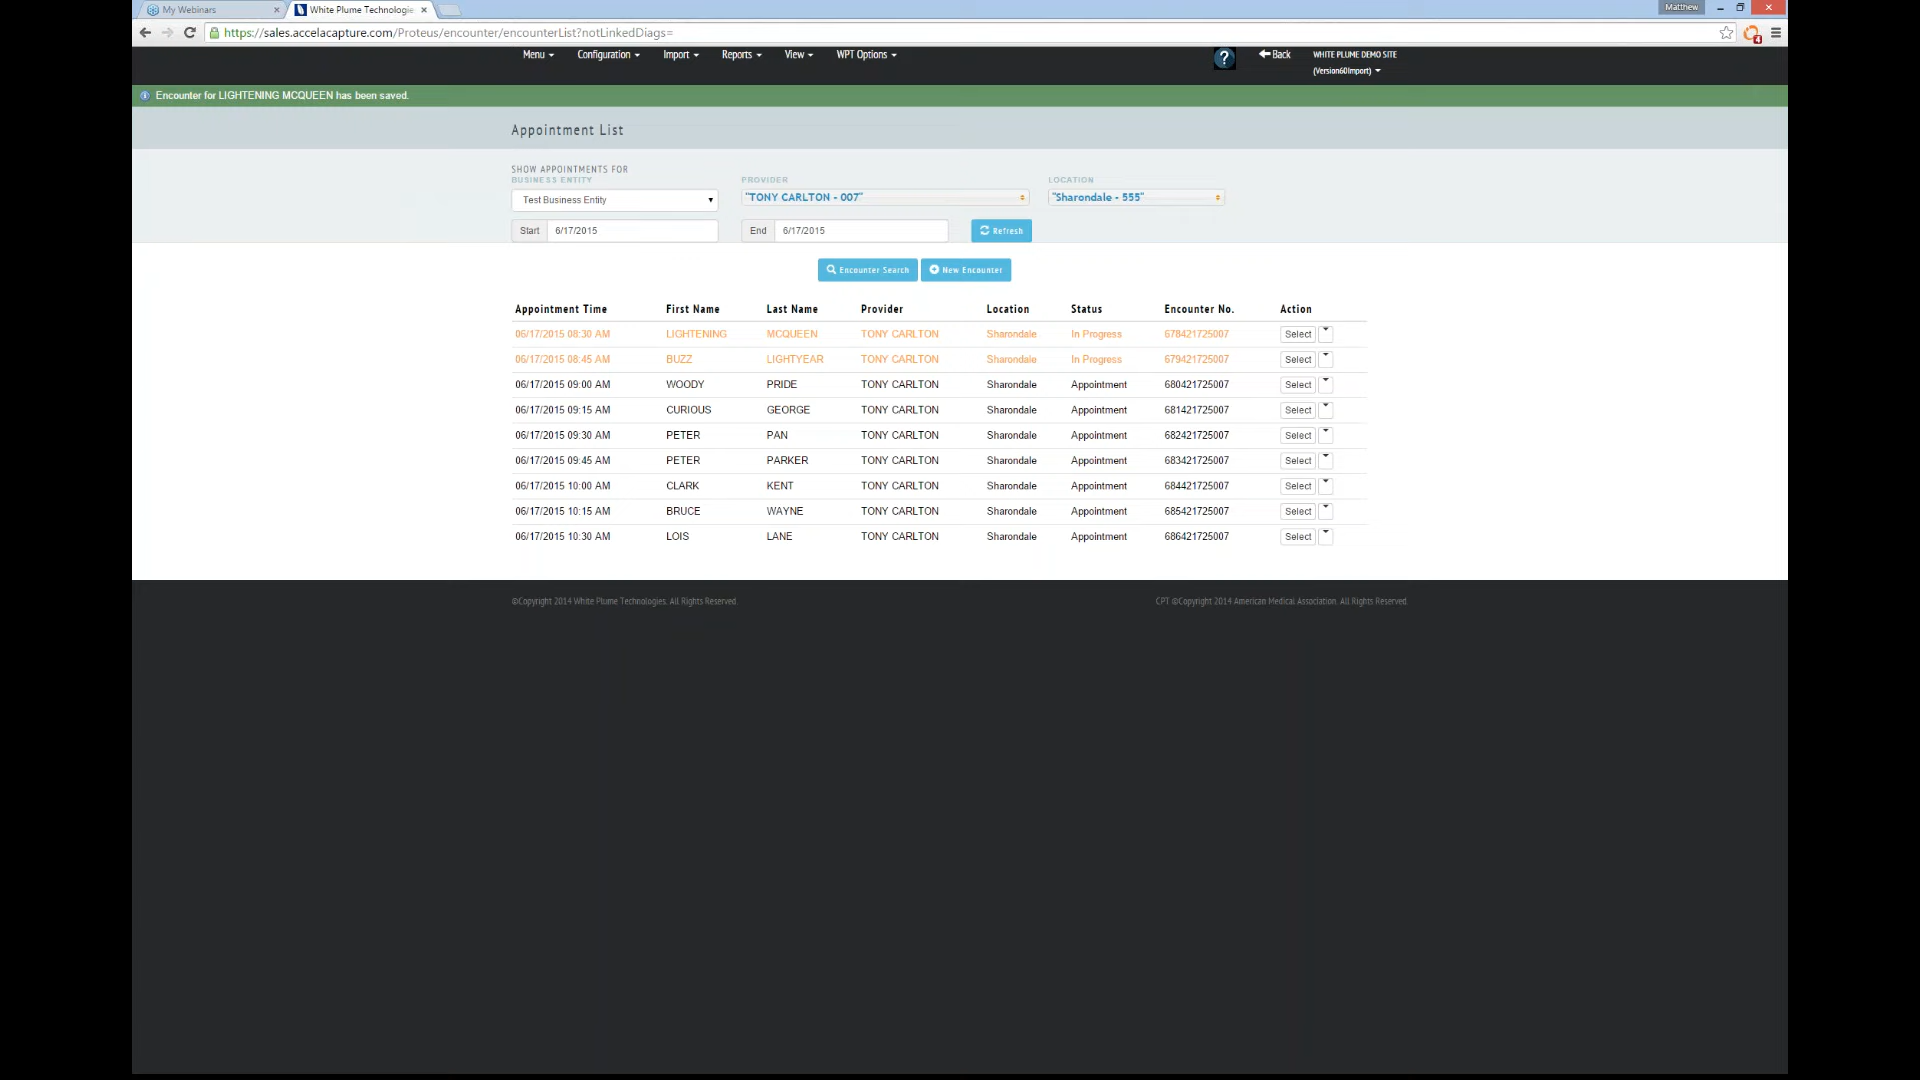 My Webinars
White Plume Technologie
Matthew
https://sales.accelacapture.com/Proteus/encounter/encounterList?notLinkedDiags=
4
Menu Configuration Import Reports View WPT Options
? Back WHITE PLUME DEMO SITE
(Version60Import)
Encounter for LIGHTENING MCQUEEN has been saved.
Appointment List
SHOW APPOINTMENTS FOR
BUSINESS ENTITY PROVIDER LOCATION
Test Business Entity "TONY CARLTON - 007" "Sharondale - 555"
Start 6/17/2015 End 6/17/2015 Refresh
Encounter Search New Encounter
Appointment Time First Name Last Name Provider Location Status Encounter No. Action
06/17/2015 08:30 AM LIGHTENING MCQUEEN TONY CARLTON Sharondale In Progress 678421725007 Select
06/17/2015 08:45 AM BUZZ LIGHTYEAR TONY CARLTON Sharondale In Progress 679421725007 Select
06/17/2015 09:00 AM WOODY PRIDE TONY CARLTON Sharondale Appointment 680421725007 Select
06/17/2015 09:15 AM CURIOUS GEORGE TONY CARLTON Sharondale Appointment 681421725007 Select
06/17/2015 09:30 AM PETER PAN TONY CARLTON Sharondale Appointment 682421725007 Select
06/17/2015 09:45 AM PETER PARKER TONY CARLTON Sharondale Appointment 683421725007 Select
06/17/2015 10:00 AM CLARK KENT TONY CARLTON Sharondale Appointment 684421725007 Select
06/17/2015 10:15 AM BRUCE WAYNE TONY CARLTON Sharondale Appointment 685421725007 Select
06/17/2015 10:30 AM LOIS LANE TONY CARLTON Sharondale Appointment 686421725007 Select
©Copyright 2014 White Plume Technologies. All Rights Reserved. CPT ©Copyright 2014 American Medical Association. All Rights Reserved.